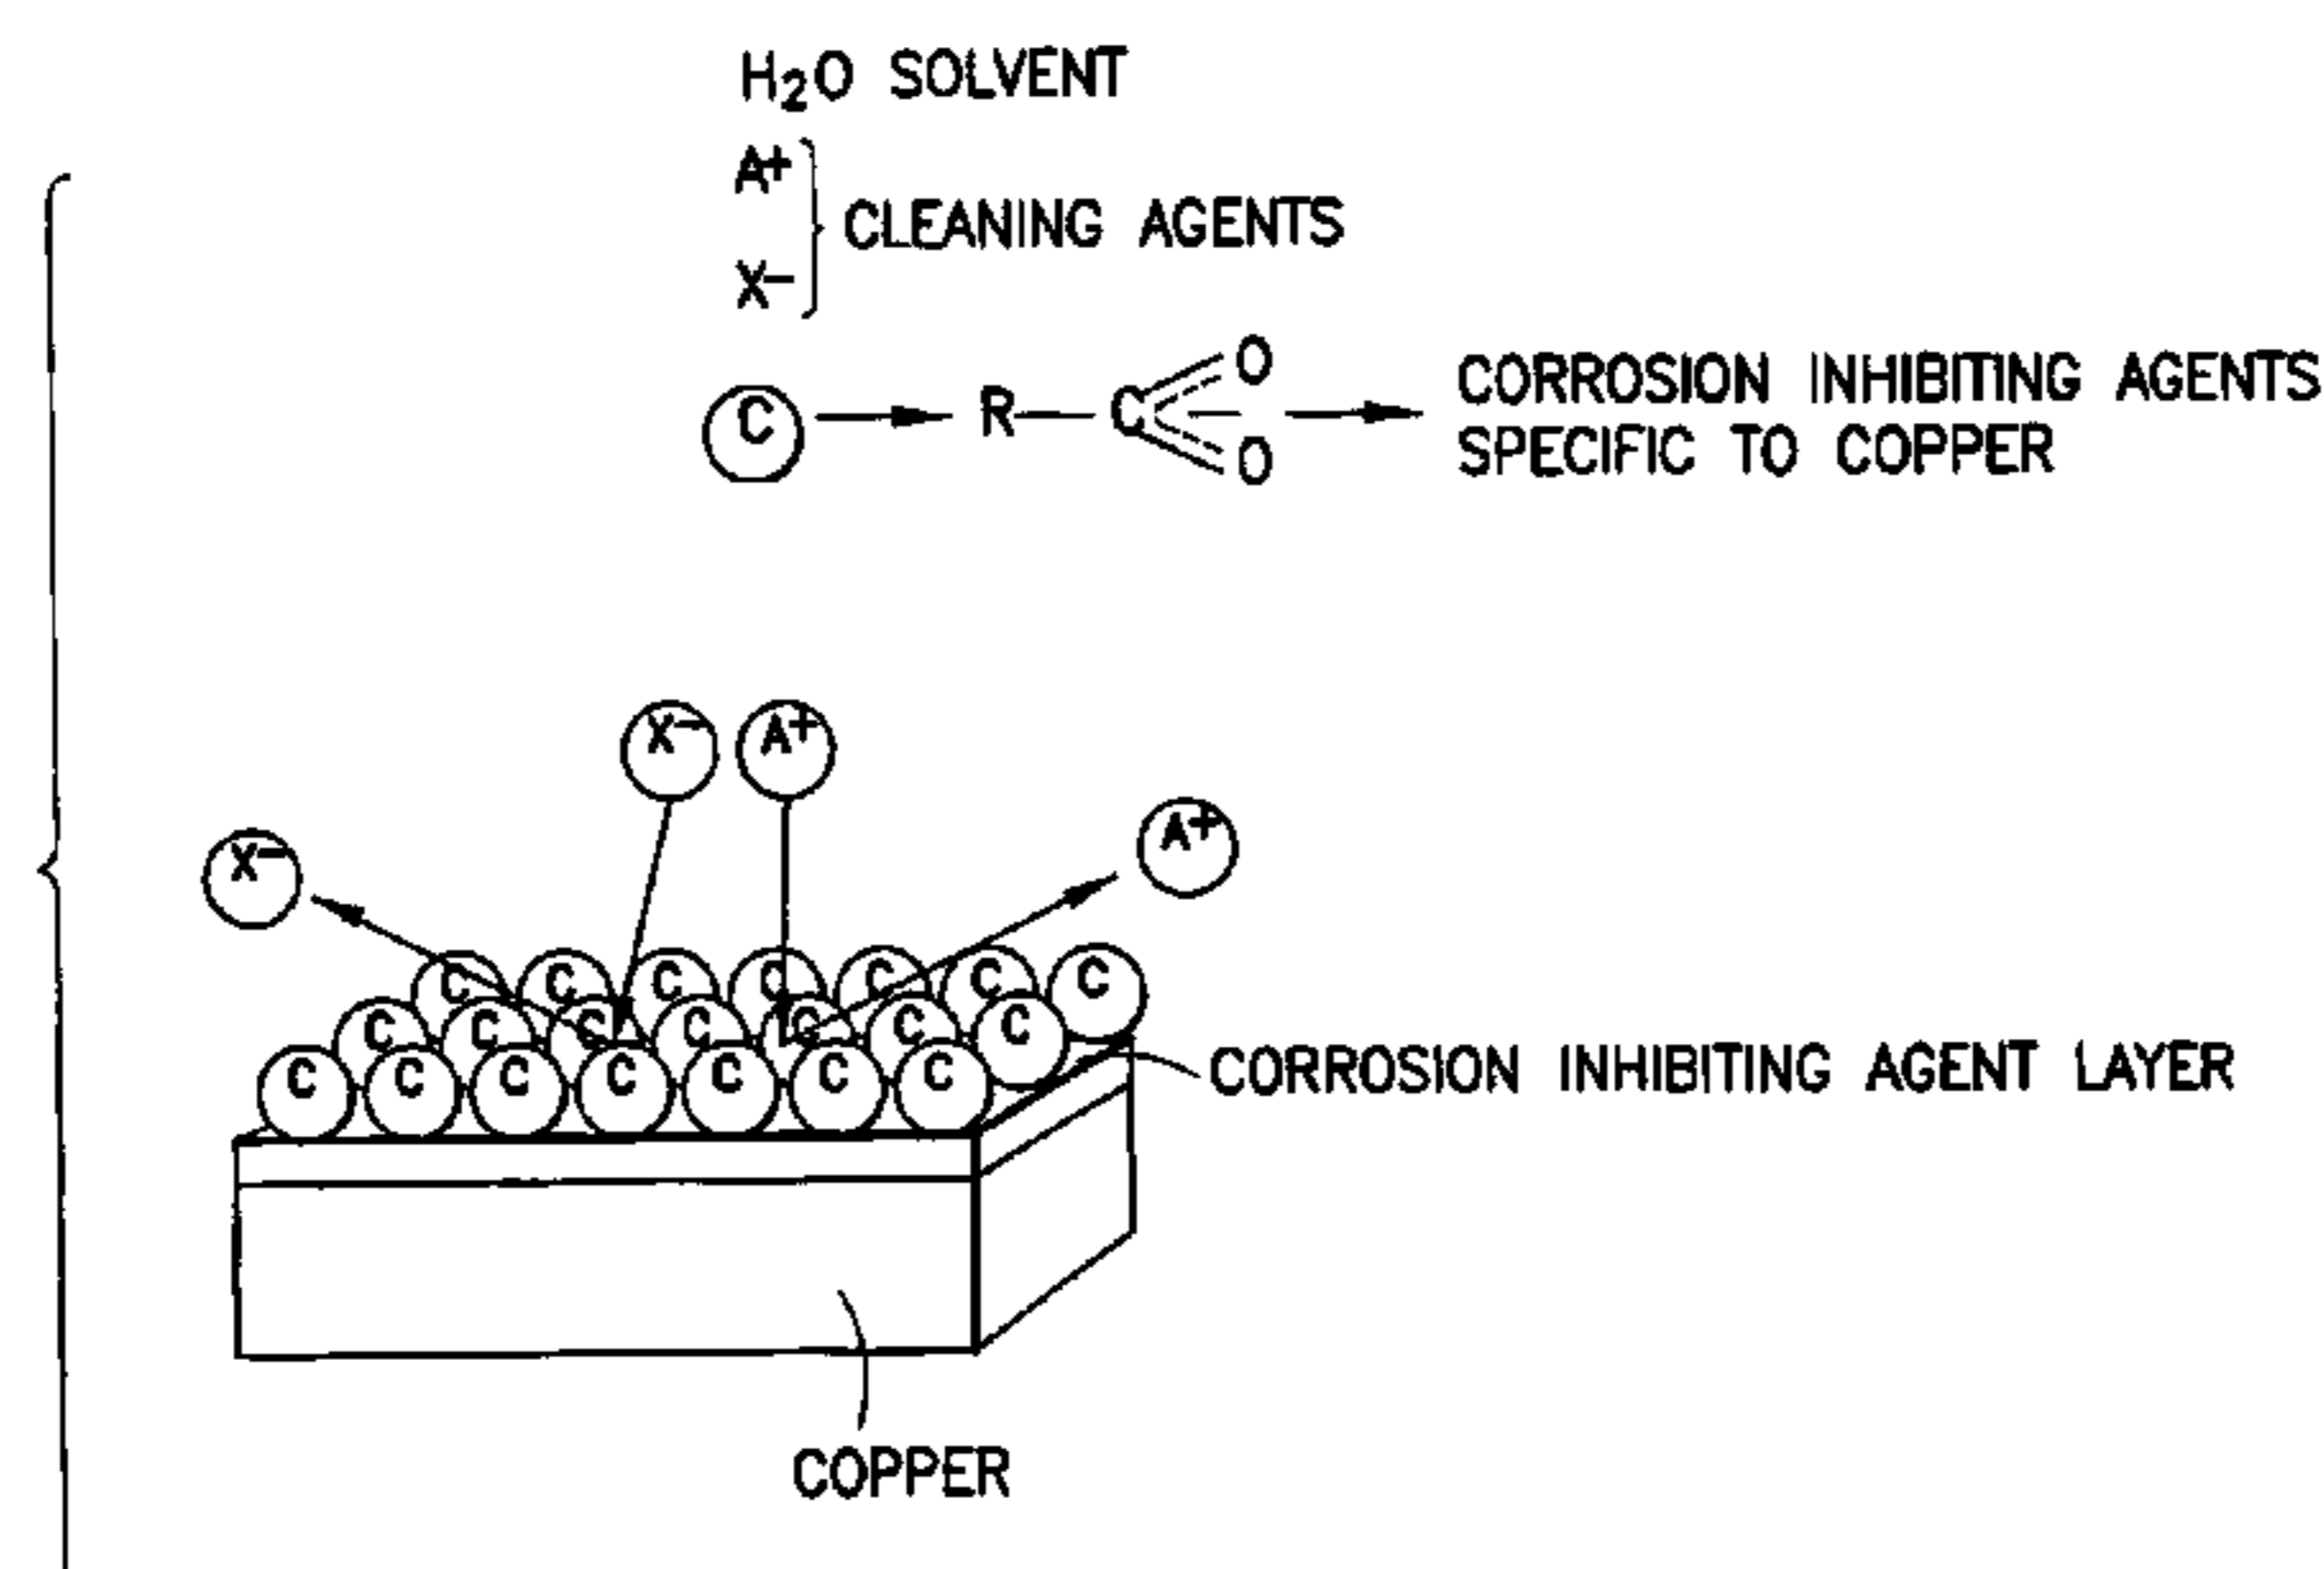 H2O SOLVENT
A+
CLEANING AGENTS
X−
C R C O O
CORROSION INHIBITING AGENTS
SPECIFIC TO COPPER
X− A+
X− A+
C C C C C C C
C C C C C C C
C C C C C C C
CORROSION INHIBITING AGENT LAYER
COPPER